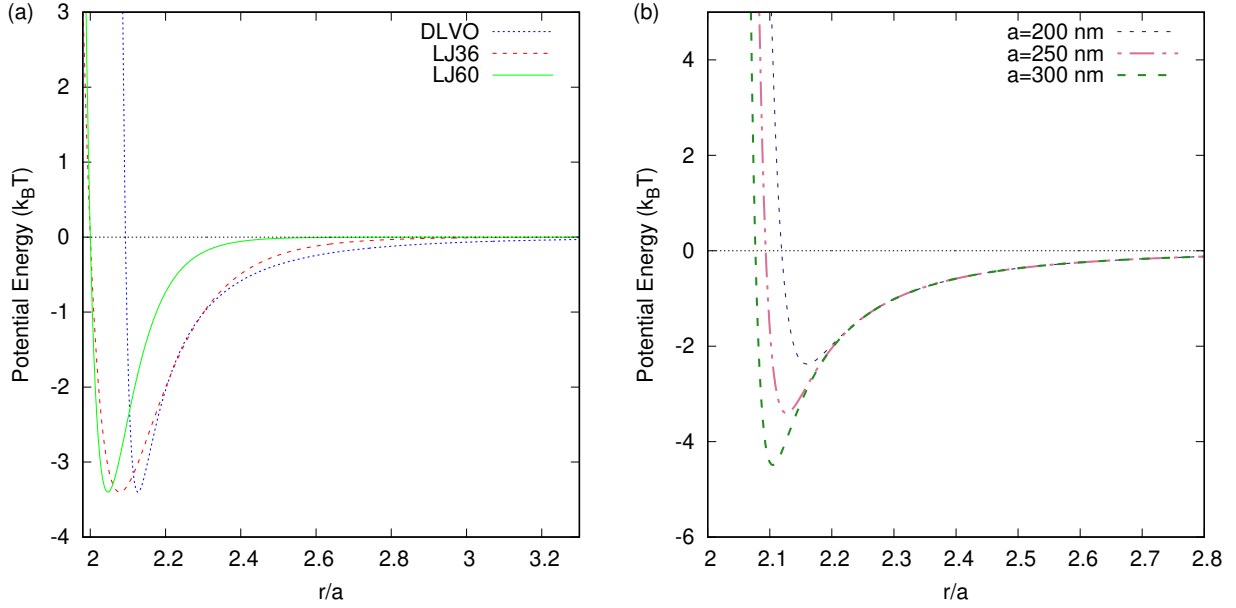 (a)
DLVO
LJ36
LJ60
3
2
1
0
-1
-2
-3
-4
2
2.2
2.4
2.6
2.8
3
3.2
Potential Energy (k_BT)
r/a
(b)
a=200 nm
a=250 nm
a=300 nm
4
2
0
-2
-4
-6
2
2.1
2.2
2.3
2.4
2.5
2.6
2.7
2.8
Potential Energy (k_BT)
r/a